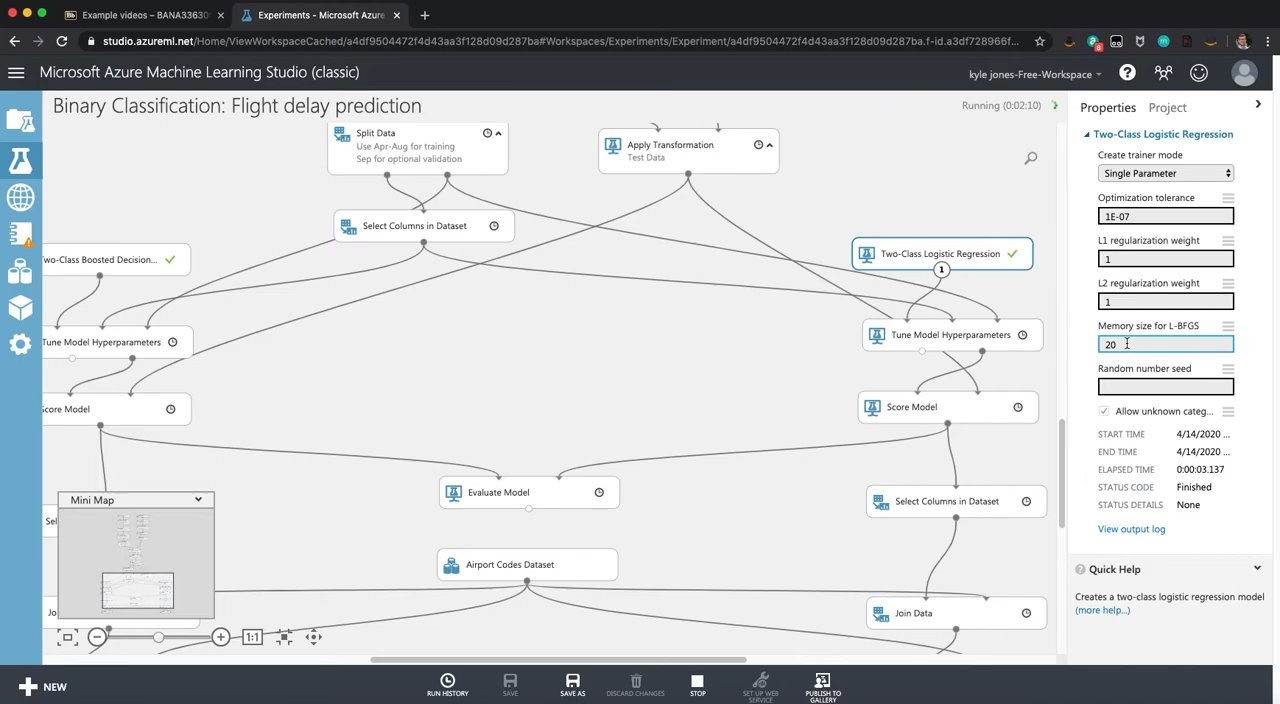 Example videos – BANA3363
Experiments - Microsoft Azure
studio.azureml.net/Home/ViewWorkspaceCached/a4df9504472f4d43aa3f128d09d287ba#Workspaces/Experiments/Experiment/a4df9504472f4d43aa3f128d09d287ba.f-id.a3df728966f...
8
Microsoft Azure Machine Learning Studio (classic)
kyle jones-Free-Workspace
Binary Classification: Flight delay prediction
Running (0:02:10)
Properties Project
Split Data
Use Apr-Aug for training
Sep for optional validation
Apply Transformation
Test Data
Select Columns in Dataset
Two-Class Boosted Decision...
Two-Class Logistic Regression
1
Tune Model Hyperparameters
Tune Model Hyperparameters
Score Model
Score Model
Evaluate Model
Select Columns in Dataset
Sel
Airport Codes Dataset
Join Data
Jo
Mini Map
1:1
Two-Class Logistic Regression
Create trainer mode
Single Parameter
Optimization tolerance
1E-07
L1 regularization weight
1
L2 regularization weight
1
Memory size for L-BFGS
20
Random number seed
Allow unknown categ...
START TIME 4/14/2020 ...
END TIME 4/14/2020 ...
ELAPSED TIME 0:00:03.137
STATUS CODE Finished
STATUS DETAILS None
View output log
Quick Help
Creates a two-class logistic regression model
(more help...)
NEW
RUN HISTORY
SAVE
SAVE AS
DISCARD CHANGES
STOP
SET UP WEB
SERVICE
PUBLISH TO
GALLERY